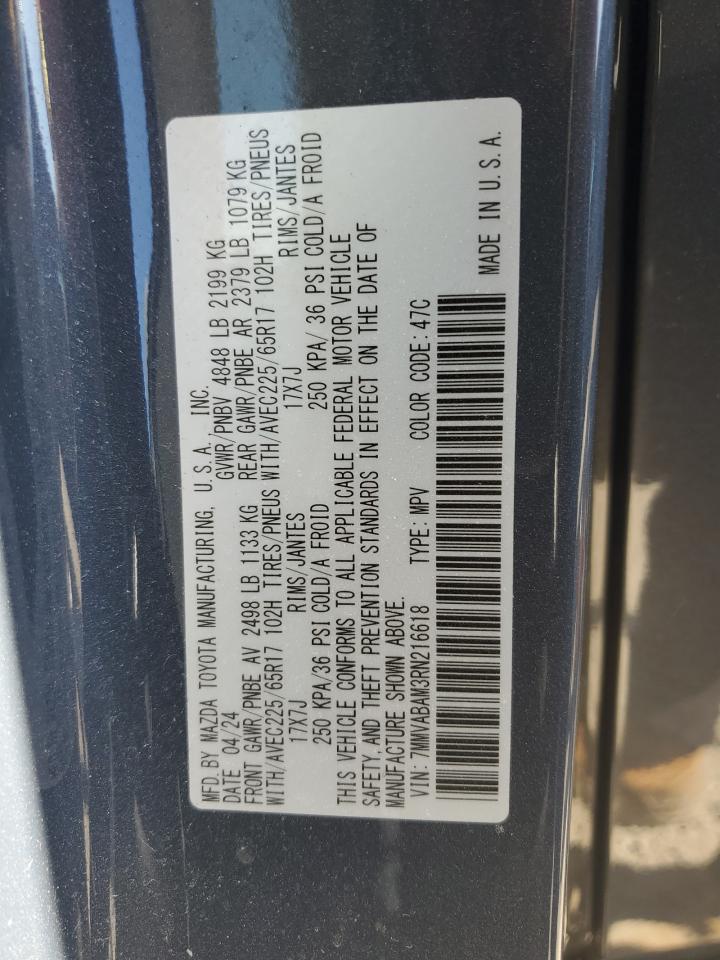 MFD. BY MAZDA TOYOTA MANUFACTURING, U.S.A. INC.
DATE 04/24 GVWR/PNBV 4848 LB 2199 KG
FRONT GAWR/PNBE AV 2498 LB 1133 KG REAR GAWR/PNBE AR 2379 LB 1079 KG
WITH/AVEC225/65R17 102H TIRES/PNEUS WITH/AVEC225/65R17 102H TIRES/PNEUS
17X7J RIMS/JANTES 17X7J RIMS/JANTES
250 KPA/36 PSI COLD/A FROID 250 KPA/ 36 PSI COLD/A FROID
THIS VEHICLE CONFORMS TO ALL APPLICABLE FEDERAL MOTOR VEHICLE
SAFETY, AND THEFT PREVENTION STANDARDS IN EFFECT ON THE DATE OF
MANUFACTURE SHOWN ABOVE.
VIN: 7MMVABAM3RN216618 TYPE: MPV COLOR CODE: 47C
MADE IN U.S.A.